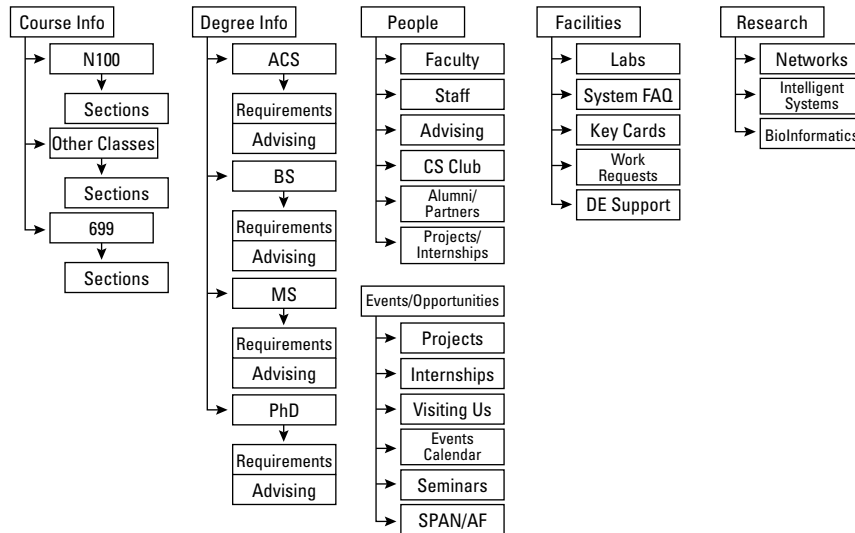 Course Info
N100
Sections
Other Classes
Sections
699
Sections
Degree Info
ACS
Requirements
Advising
BS
Requirements
Advising
MS
Requirements
Advising
PhD
Requirements
Advising
People
Faculty
Staff
Advising
CS Club
Alumni/
Partners
Projects/
Internships
Events/Opportunities
Projects
Internships
Visiting Us
Events
Calendar
Seminars
SPAN/AF
Facilities
Labs
System FAQ
Key Cards
Work
Requests
DE Support
Research
Networks
Intelligent
Systems
BioInformatics